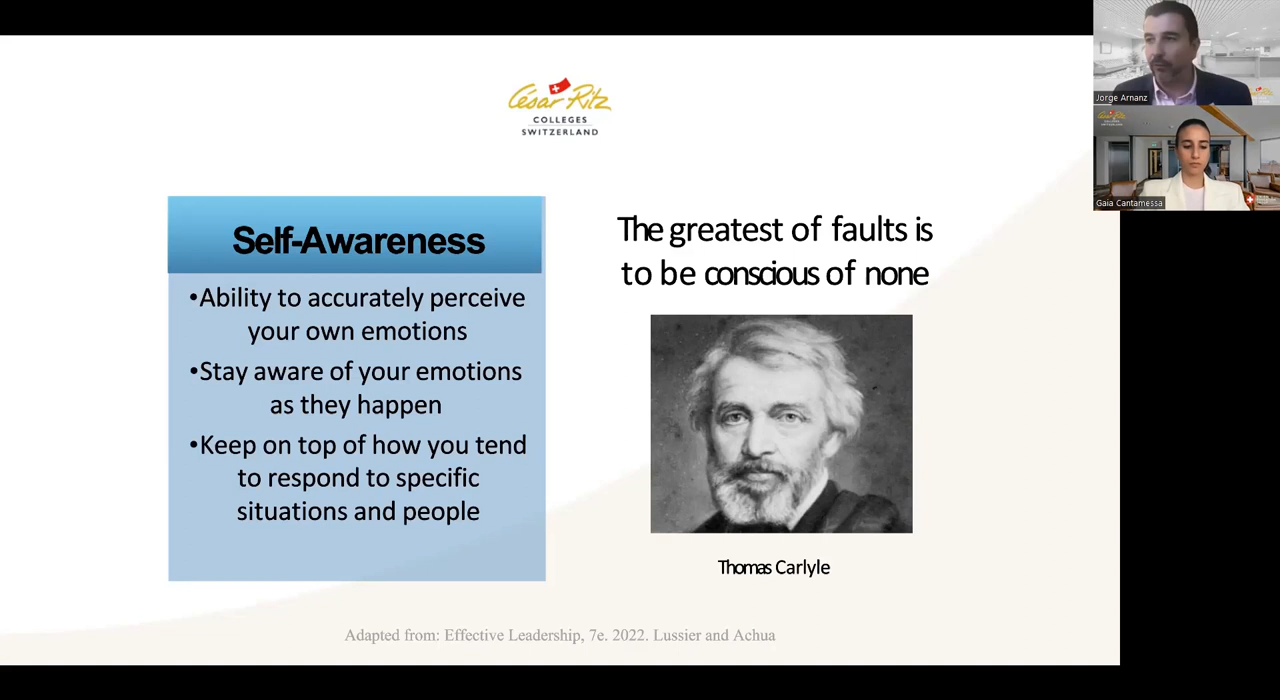 César Ritz
COLLEGES
SWITZERLAND
Self-Awareness
•Ability to accurately perceive
your own emotions
•Stay aware of your emotions
as they happen
•Keep on top of how you tend
to respond to specific
situations and people
The greatest of faults is
to be conscious of none
Thomas Carlyle
Adapted from: Effective Leadership, 7e. 2022. Lussier and Achua
Jorge Arnanz
César Ritz
Gaia Cantamessa